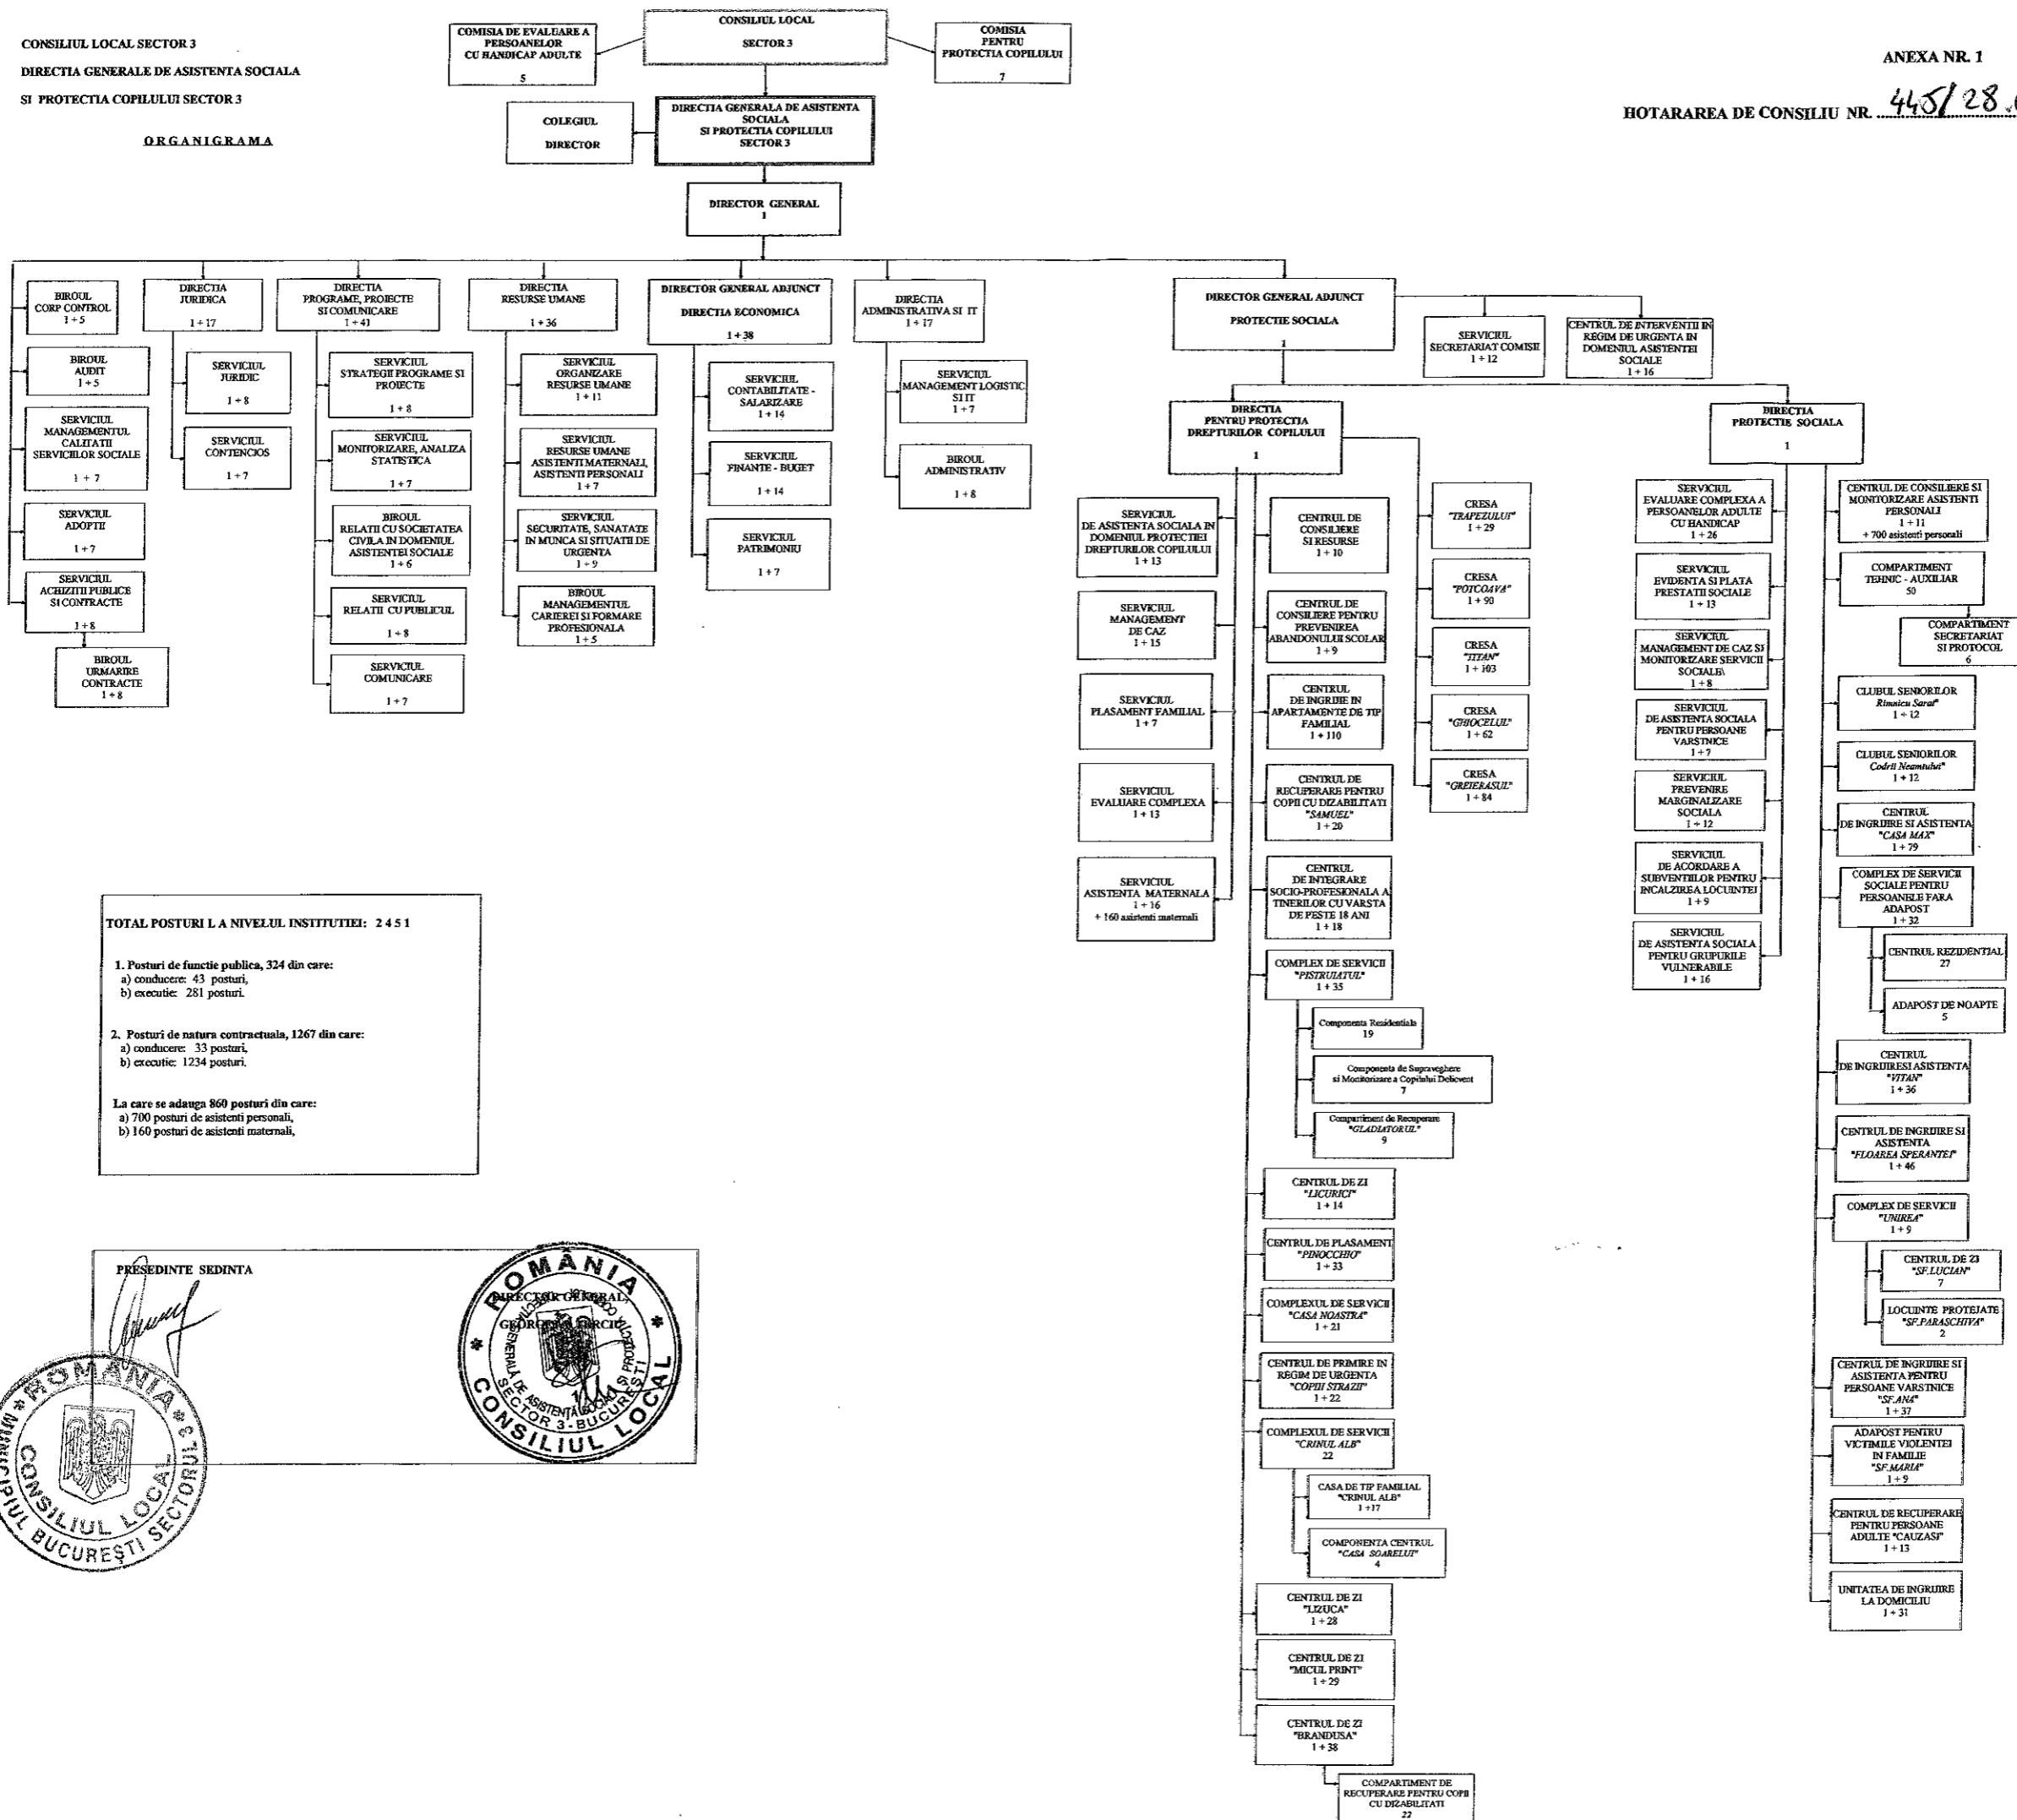 CONSILIUL LOCAL SECTOR 3
DIRECTIA GENERALE DE ASISTENTA SOCIALA
SI PROTECTIA COPILULUI SECTOR 3
ORGANIGRAMA
COMISIA DE EVALUARE A
PERSOANELOR
CU HANDICAP ADULTE
5
CONSILIUL LOCAL
SECTOR 3
COMISIA
PENTRU
PROTECTIA COPILULUI
7
ANEXA NR. 1
HOTARAREA DE CONSILIU NR. 445/28.
COLEGIUL
DIRECTOR
DIRECTIA GENERALA DE ASISTENTA
SOCIALA
SI PROTECTIA COPILULUI
SECTOR 3
DIRECTOR GENERAL
1
BIROUL
CORP CONTROL
1 + 5
BIROUL
AUDIT
1 + 5
SERVICIUL
MANAGEMENTUL
CALITATII
SERVICIILOR SOCIALE
1 + 7
SERVICIUL
ADOPTII
1 + 7
SERVICIUL
ACHIZITII PUBLICE
SI CONTRACTE
1 + 8
BIROUL
URMARIRE
CONTRACTE
1 + 8
DIRECTIA
JURIDICA
1 + 17
SERVICIUL
JURIDIC
1 + 8
SERVICIUL
CONTENCIOS
1 + 7
DIRECTIA
PROGRAME, PROIECTE
SI COMUNICARE
1 + 41
SERVICIUL
STRATEGII PROGRAME SI
PROIECTE
1 + 8
SERVICIUL
MONITORIZARE, ANALIZA
STATISTICA
1 + 7
BIROUL
RELATII CU SOCIETATEA
CIVILA IN DOMENIUL
ASISTENTEI SOCIALE
1 + 6
SERVICIUL
RELATII CU PUBLICUL
1 + 8
SERVICIUL
COMUNICARE
1 + 7
DIRECTIA
RESURSE UMANE
1 + 36
SERVICIUL
ORGANIZARE
RESURSE UMANE
1 + 11
SERVICIUL
RESURSE UMANE
ASISTENTI MATERNALI,
ASISTENTI PERSONALI
1 + 7
SERVICIUL
SECURITATE, SANATATE
IN MUNCA SI SITUATII DE
URGENTA
1 + 9
BIROUL
MANAGEMENTUL
CARIEREI SI FORMARE
PROFESIONALA
1 + 5
DIRECTOR GENERAL ADJUNCT
DIRECTIA ECONOMICA
1 + 38
SERVICIUL
CONTABILITATE -
SALARIZARE
1 + 14
SERVICIUL
FINANTE - BUGET
1 + 14
SERVICIUL
PATRIMONIU
1 + 7
DIRECTIA
ADMINISTRATIVA SI IT
1 + 17
SERVICIUL
MANAGEMENT LOGISTIC
SI IT
1 + 7
BIROUL
ADMINISTRATIV
1 + 8
DIRECTOR GENERAL ADJUNCT
PROTECTIE SOCIALA
1
SERVICIUL
SECRETARIAT COMISII
1 + 12
CENTRUL DE INTERVENTII IN
REGIM DE URGENTA IN
DOMENIUL ASISTENTEI
SOCIALE
1 + 16
DIRECTIA
PENTRU PROTECTIA
DREPTURILOR COPILULUI
1
SERVICIUL
DE ASISTENTA SOCIALA IN
DOMENIUL PROTECTIEI
DREPTURILOR COPILULUI
1 + 13
SERVICIUL
MANAGEMENT
DE CAZ
1 + 15
SERVICIUL
PLASAMENT FAMILIAL
1 + 7
SERVICIUL
EVALUARE COMPLEXA
1 + 13
SERVICIUL
ASISTENTA MATERNALA
1 + 16
+ 160 asistenti maternali
CENTRUL DE
CONSILIERE
SI RESURSE
1 + 10
CENTRUL DE
CONSILIERE PENTRU
PREVENIREA
ABANDONULUI SCOLAR
1 + 9
CENTRUL
DE INGRIJIE IN
APARTAMENTE DE TIP
FAMILIAL
1 + 110
CENTRUL DE
RECUPERARE PENTRU
COPII CU DIZABILITATI
"SAMUEL"
1 + 20
CENTRUL
DE INTEGRARE
SOCIO-PROFESIONALA A
TINERILOR CU VARSTA
DE PESTE 18 ANI
1 + 18
COMPLEX DE SERVICII
"PISTRUIATUL"
1 + 35
Componenta Rezidentiala
19
Componenta de Supraveghere
si Monitorizare a Copilului Delicvent
7
Compartiment de Recuperare
"GLADIATORUL"
9
CENTRUL DE ZI
"LICURICI"
1 + 14
CENTRUL DE PLASAMENT
"PINOCCHIO"
1 + 33
COMPLEXUL DE SERVICII
"CASA NOASTRA"
1 + 21
CENTRUL DE PRIMIRE IN
REGIM DE URGENTA
"COPIII STRAZII"
1 + 22
COMPLEXUL DE SERVICII
"CRINUL ALB"
22
CASA DE TIP FAMILIAL
"CRINUL ALB"
1 +17
COMPONENTA CENTRUL
"CASA SOARELUI"
4
CENTRUL DE ZI
"LIZUCA"
1 + 28
CENTRUL DE ZI
"MICUL PRINT"
1 + 29
CENTRUL DE ZI
"BRANDUSA"
1 + 38
COMPARTIMENT DE
RECUPERARE PENTRU COPII
CU DIZABILITATI
22
CRESA
"TRAPEZULUI"
1 + 29
CRESA
"POTCOAVA"
1 + 90
CRESA
"TITAN"
1 + 103
CRESA
"GHIOCELUL"
1 + 62
CRESA
"GREIERASUL"
1 + 84
DIRECTIA
PROTECTIE SOCIALA
1
SERVICIUL
EVALUARE COMPLEXA A
PERSOANELOR ADULTE
CU HANDICAP
1 + 26
SERVICIUL
EVIDENTA SI PLATA
PRESTATII SOCIALE
1 + 13
SERVICIUL
MANAGEMENT DE CAZ SI
MONITORIZARE SERVICII
SOCIALE\
1 + 8
SERVICIUL
DE ASISTENTA SOCIALA
PENTRU PERSOANE
VARSTNICE
1 + 7
SERVICIUL
PREVENIRE
MARGINALIZARE
SOCIALA
1 + 12
SERVICIUL
DE ACORDARE A
SUBVENTIILOR PENTRU
INCALZIREA LOCUINTEI
1 + 9
SERVICIUL
DE ASISTENTA SOCIALA
PENTRU GRUPURILE
VULNERABILE
1 + 16
CENTRUL DE CONSILIERE SI
MONITORIZARE ASISTENTI
PERSONALI
1 + 11
+ 700 asistenti personali
COMPARTIMENT
TEHNIC - AUXILIAR
50
COMPARTIMENT
SECRETARIAT
SI PROTOCOL
6
CLUBUL SENIORILOR
Rimnicu Sarat"
1 + 12
CLUBUL SENIORILOR
Codrii Neamtului"
1 + 12
CENTRUL
DE INGRIJIRE SI ASISTENTA
"CASA MAX"
1 + 79
COMPLEX DE SERVICII
SOCIALE PENTRU
PERSOANELE FARA
ADAPOST
1 + 32
CENTRUL REZIDENTIAL
27
ADAPOST DE NOAPTE
5
CENTRUL
DE INGRIJIRESI ASISTENTA
"VITAN"
1 + 36
CENTRUL DE INGRIJIRE SI
ASISTENTA
"FLOAREA SPERANTEI"
1 + 46
COMPLEX DE SERVICII
"UNIREA"
1 + 9
CENTRUL DE ZI
"SF.LUCIAN"
7
LOCUINTE PROTEJATE
"SF.PARASCHIVA"
2
CENTRUL DE INGRIJIRE SI
ASISTENTA PENTRU
PERSOANE VARSTNICE
"SF.ANA"
1 + 37
ADAPOST PENTRU
VICTIMILE VIOLENTEI
IN FAMILIE
"SF.MARIA"
1 + 9
CENTRUL DE RECUPERARE
PENTRU PERSOANE
ADULTE "CAUZASI"
1 + 13
UNITATEA DE INGRIJIRE
LA DOMICILIU
1 + 31
TOTAL POSTURI L A NIVELUL INSTITUTIEI: 2 4 5 1
1. Posturi de functie publica, 324 din care:
a) conducere: 43 posturi,
b) executie: 281 posturi.
2. Posturi de natura contractuala, 1267 din care:
a) conducere: 33 posturi,
b) executie: 1234 posturi.
La care se adauga 860 posturi din care:
a) 700 posturi de asistenti personali,
b) 160 posturi de asistenti maternali,
PRESEDINTE SEDINTA
DIRECTOR GENERAL,
ROMÂNIA
CONSILIUL LOCAL
DIRECȚIA GENERALĂ DE ASISTENȚĂ SOCIALĂ ȘI PROTECȚIA COPILULUI
SECTOR 3 - BUCUREȘTI
ROMÂNIA
MUNICIPIUL BUCUREȘTI SECTORUL 3
CONSILIUL LOCAL